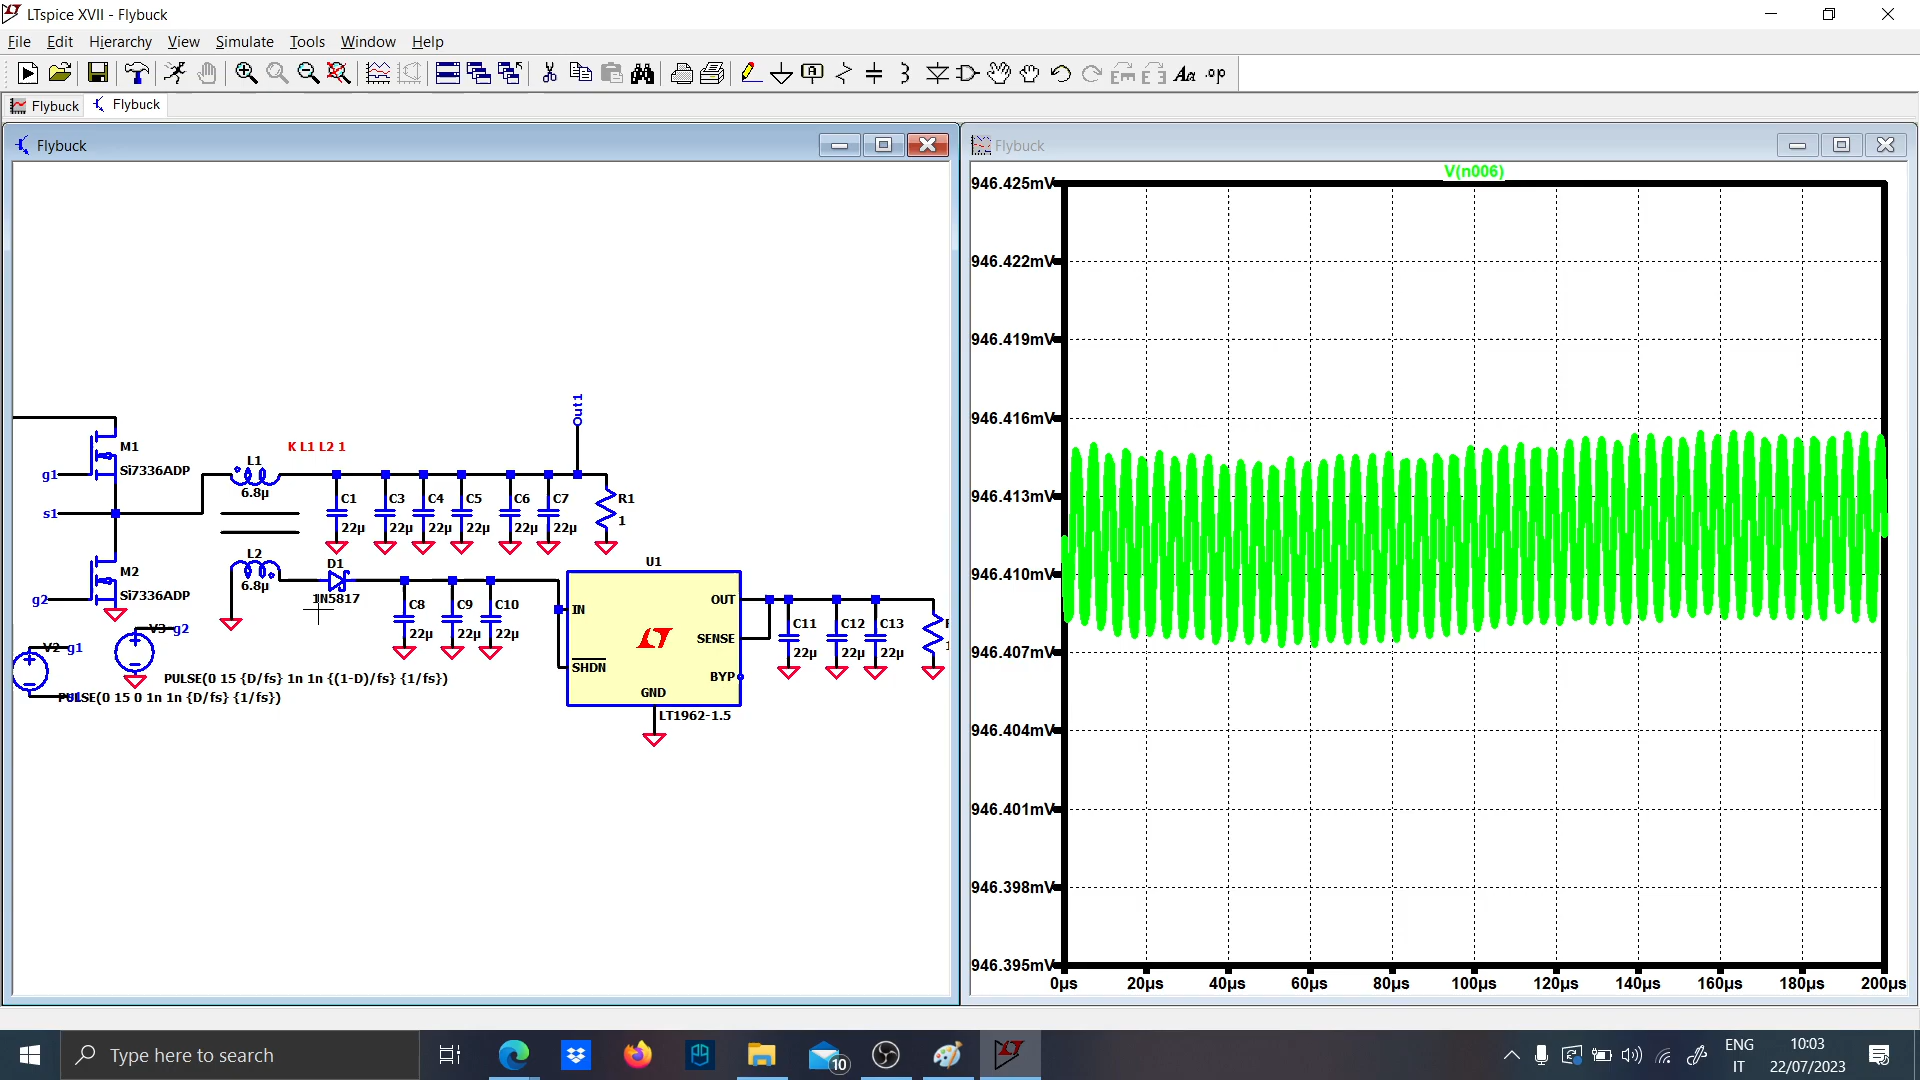 LTspice XVII - Flybuck
File Edit Hierarchy View Simulate Tools Window Help
Flybuck Flybuck
Flybuck
K L1 L2 1
Out1
M1
Si7336ADP
g1
L1
6.8µ
s1
C1
22µ
C3
22µ
C4
22µ
C5
22µ
C6
22µ
C7
22µ
R1
1
M2
Si7336ADP
g2
L2
6.8µ
D1
1N5817
C8
22µ
C9
22µ
C10
22µ
U1
IN
OUT
SENSE
SHDN
BYP
GND
LT1962-1.5
C11
22µ
C12
22µ
C13
22µ
V3 g2
V2 g1
PULSE(0 15 {D/fs} 1n 1n {(1-D)/fs} {1/fs})
PULSE(0 15 0 1n 1n {D/fs} {1/fs})
Flybuck
V(n006)
946.425mV
946.422mV
946.419mV
946.416mV
946.413mV
946.410mV
946.407mV
946.404mV
946.401mV
946.398mV
946.395mV
0µs 20µs 40µs 60µs 80µs 100µs 120µs 140µs 160µs 180µs 200µs
Type here to search
10
ENG
IT
10:03
22/07/2023